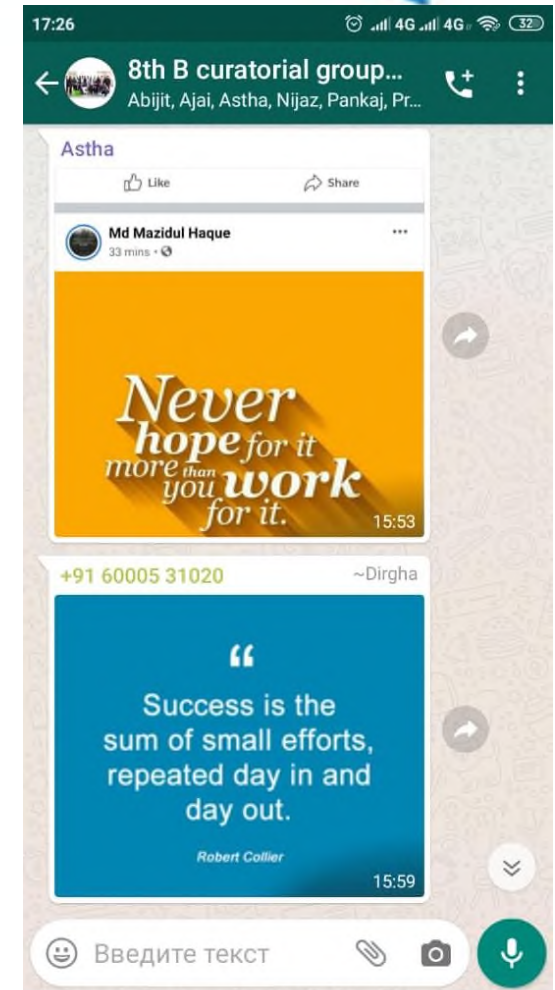 17:26 4G 4G 32
8th B curatorial group...
Abijit, Ajai, Astha, Nijaz, Pankaj, Pr...
Astha
Like Share
Md Mazidul Haque
33 mins
Never
hope for it
more than
you work
for it.
15:53
+91 60005 31020 ~Dirgha
“
Success is the
sum of small efforts,
repeated day in and
day out.
Robert Collier
15:59
Введите текст